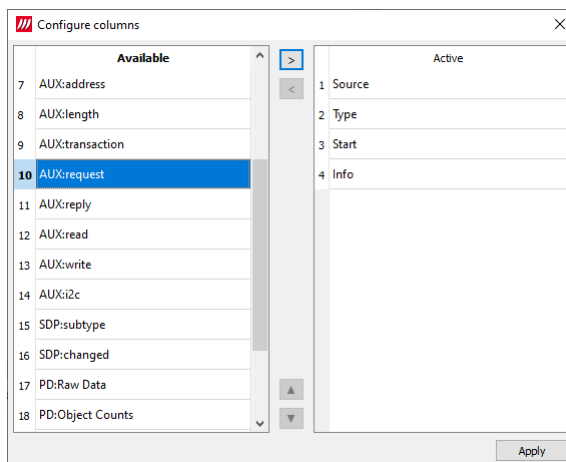 Configure columns
Available
>
Active
<
7 AUX:address
1 Source
8 AUX:length
2 Type
9 AUX:transaction
3 Start
10 AUX:request
4 Info
11 AUX:reply
12 AUX:read
13 AUX:write
14 AUX:i2c
15 SDP:subtype
16 SDP:changed
17 PD:Raw Data
18 PD:Object Counts
Apply